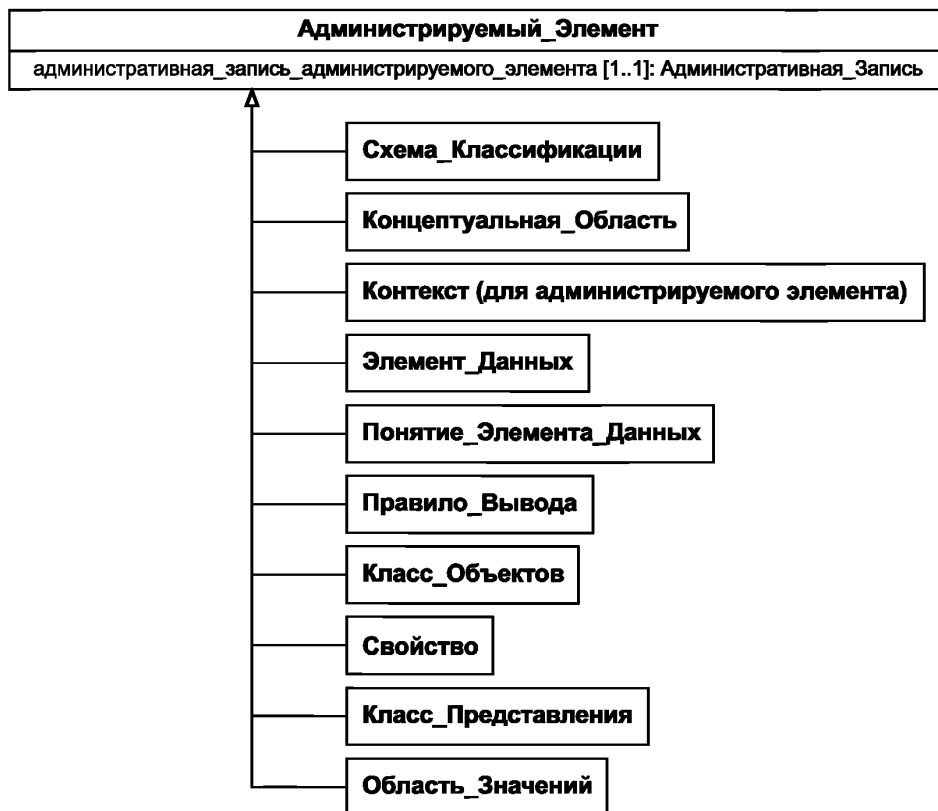 Администрируемый_Элемент
административная_запись_администрируемого_элемента [1..1]: Административная_Запись
Схема_Классификации
Концептуальная_Область
Контекст (для администрируемого элемента)
Элемент_Данных
Понятие_Элемента_Данных
Правило_Вывода
Класс_Объектов
Свойство
Класс_Представления
Область_Значений